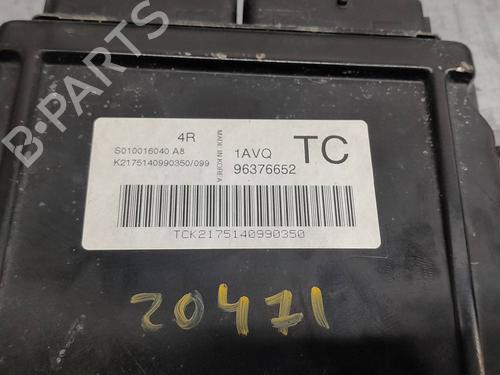 4R
S010016040 A8
K2175140990350/099
MADE IN KOREA
1AVQ
TC
96376652
TCK2175140990350
20471
B-PARTS